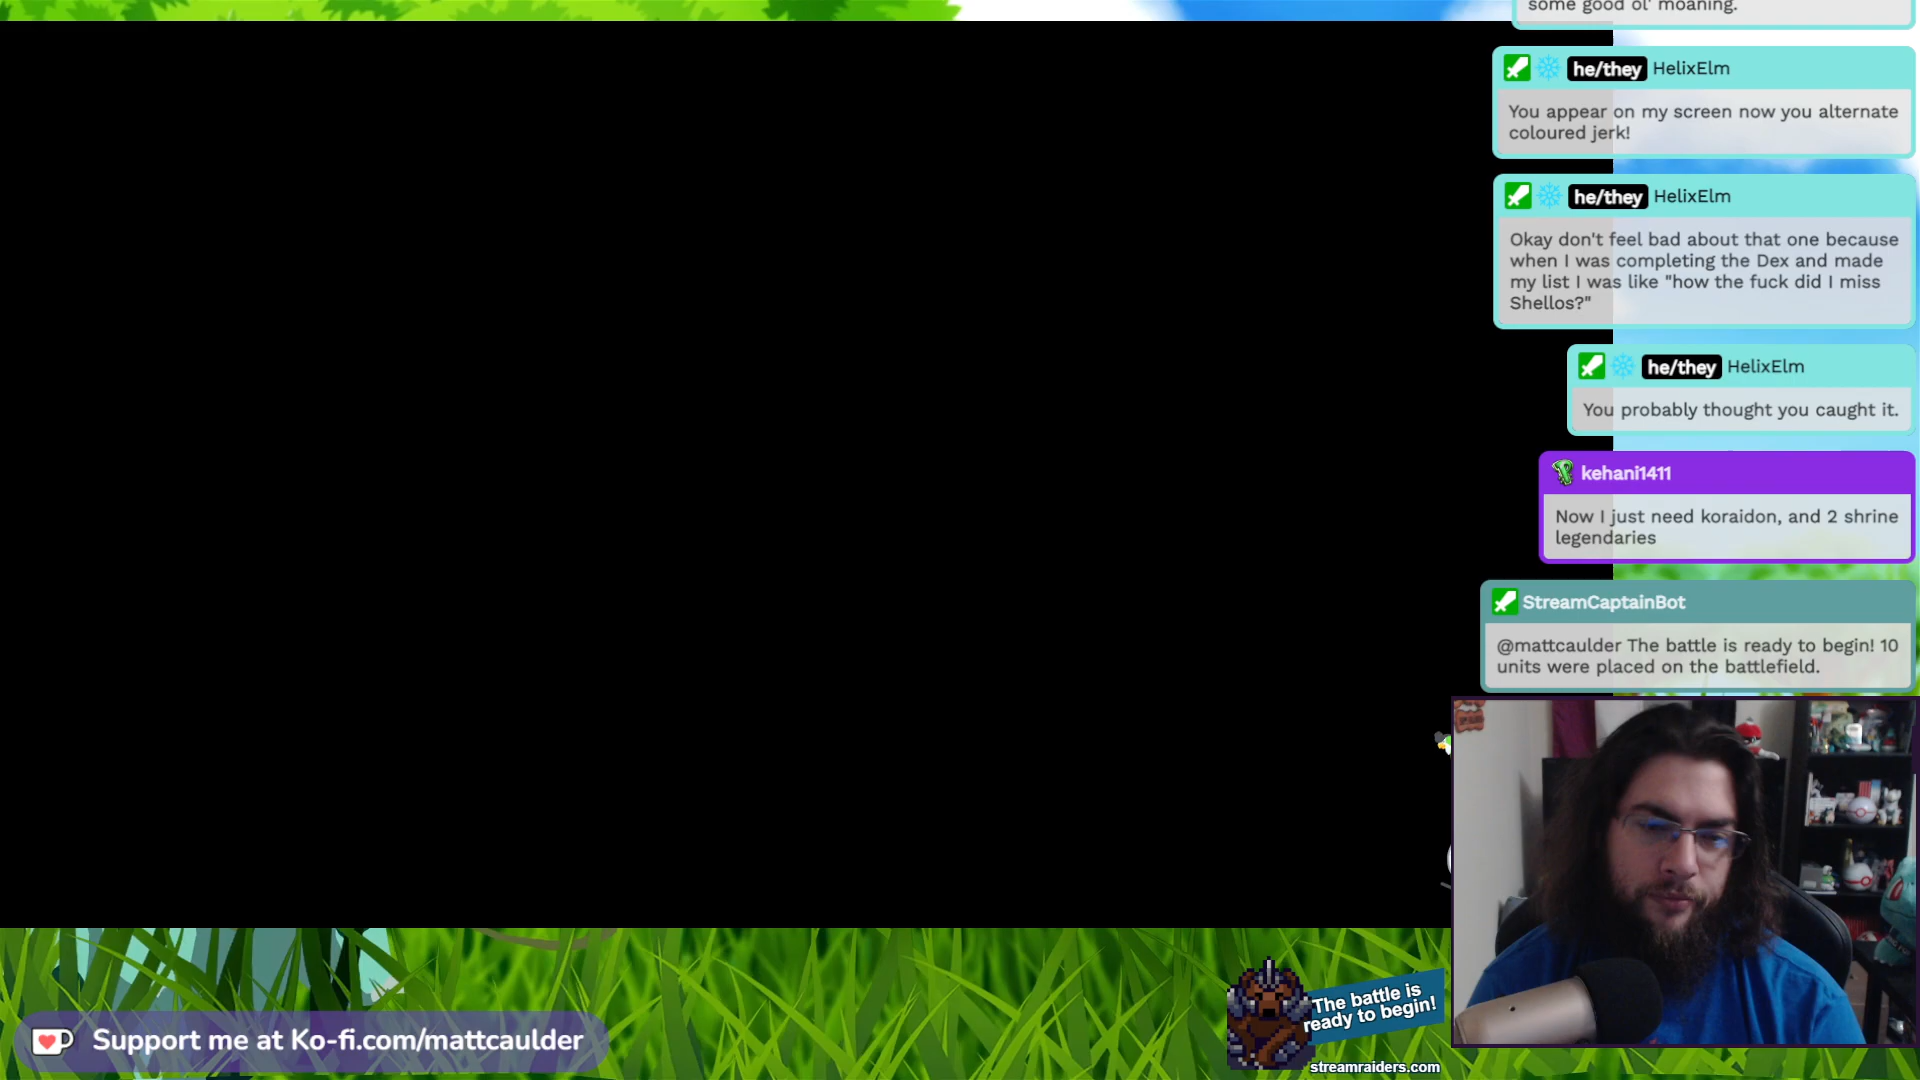 some good ol' moaning.
he/they HelixElm
You appear on my screen now you alternate
coloured jerk!
he/they HelixElm
Okay don't feel bad about that one because
when I was completing the Dex and made
my list I was like "how the fuck did I miss
Shellos?"
he/they HelixElm
You probably thought you caught it.
kehani1411
Now I just need koraidon, and 2 shrine
legendaries
StreamCaptainBot
@mattcaulder The battle is ready to begin! 10
units were placed on the battlefield.
The battle is
ready to begin!
streamraiders.com
Support me at Ko-fi.com/mattcaulder